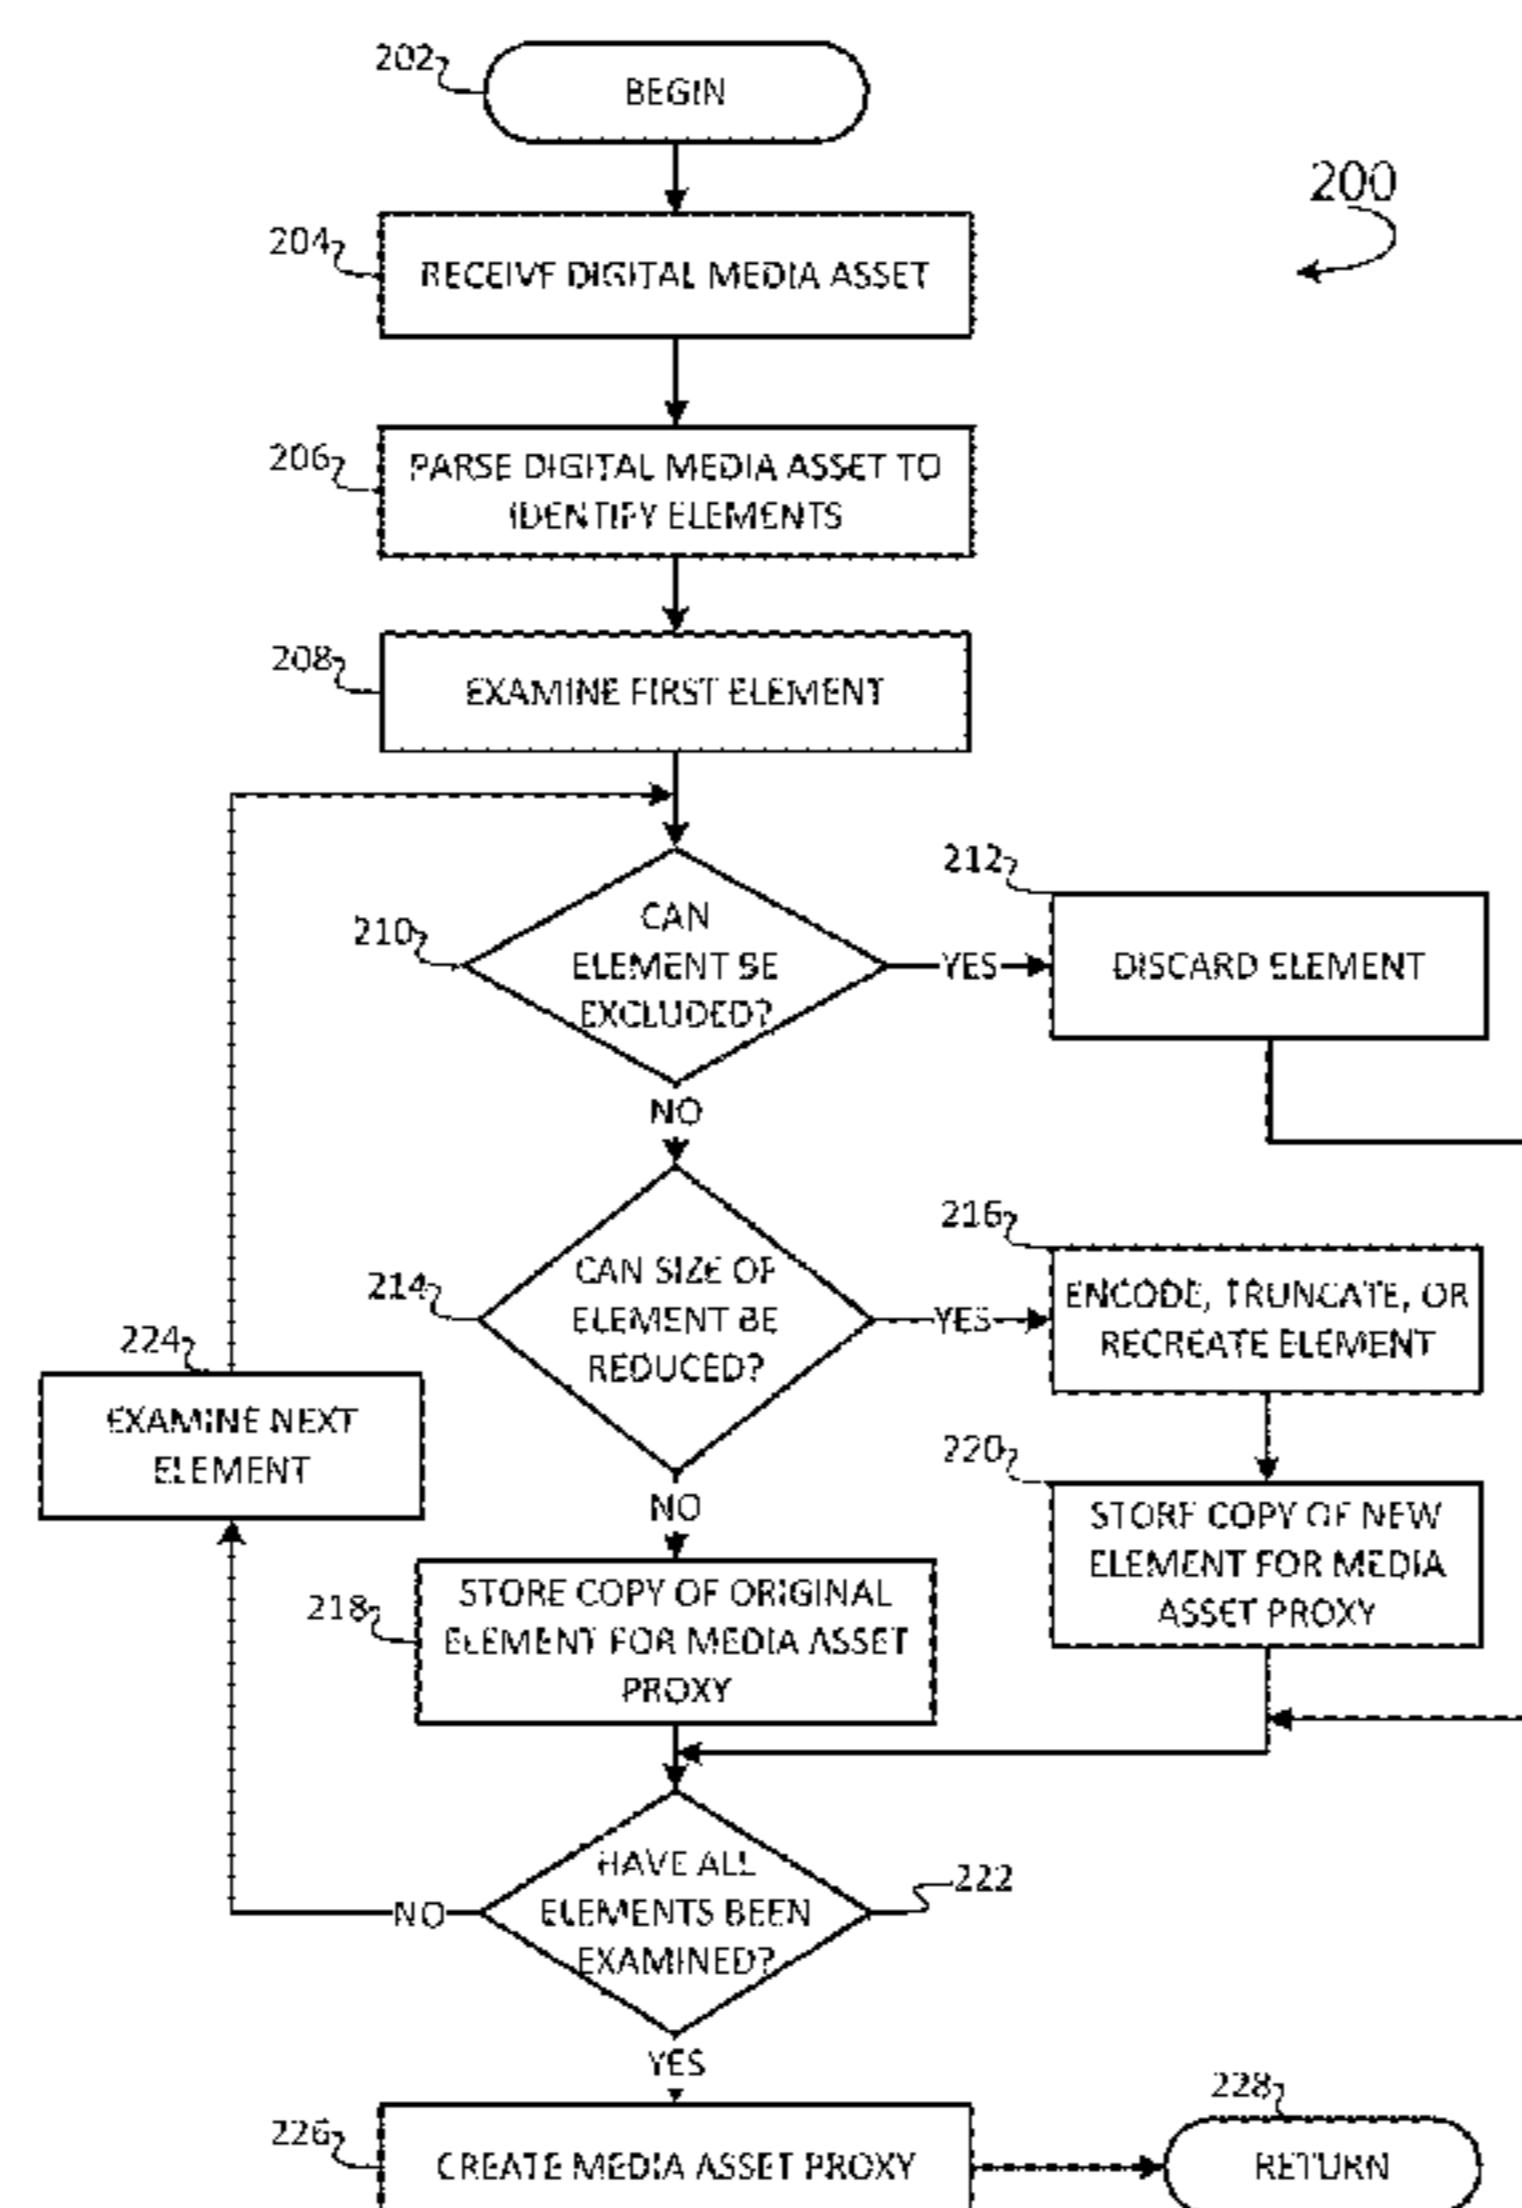 202
BEGIN
200
204
RECEIVE DIGITAL MEDIA ASSET
206
PARSE DIGITAL MEDIA ASSET TO
IDENTIFY ELEMENTS
208
EXAMINE FIRST ELEMENT
210
CAN
ELEMENT BE
EXCLUDED?
YES
212
DISCARD ELEMENT
NO
214
CAN SIZE OF
ELEMENT BE
REDUCED?
YES
216
ENCODE, TRUNCATE, OR
RECREATE ELEMENT
224
EXAMINE NEXT
ELEMENT
NO
218
STORE COPY OF ORIGINAL
ELEMENT FOR MEDIA ASSET
PROXY
220
STORE COPY OF NEW
ELEMENT FOR MEDIA
ASSET PROXY
222
HAVE ALL
ELEMENTS BEEN
EXAMINED?
NO
YES
226
CREATE MEDIA ASSET PROXY
228
RETURN